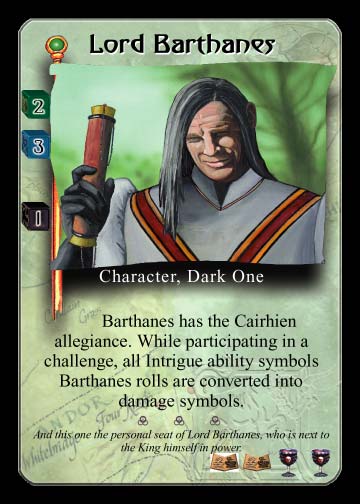 Lord Barthanes
2
3
1
Character, Dark One
Barthanes has the Cairhien
allegiance. While participating in a
challenge, all Intrigue ability symbols
Barthanes rolls are converted into
damage symbols.
And this one the personal seat of Lord Barthanes, who is next to
the King himself in power.